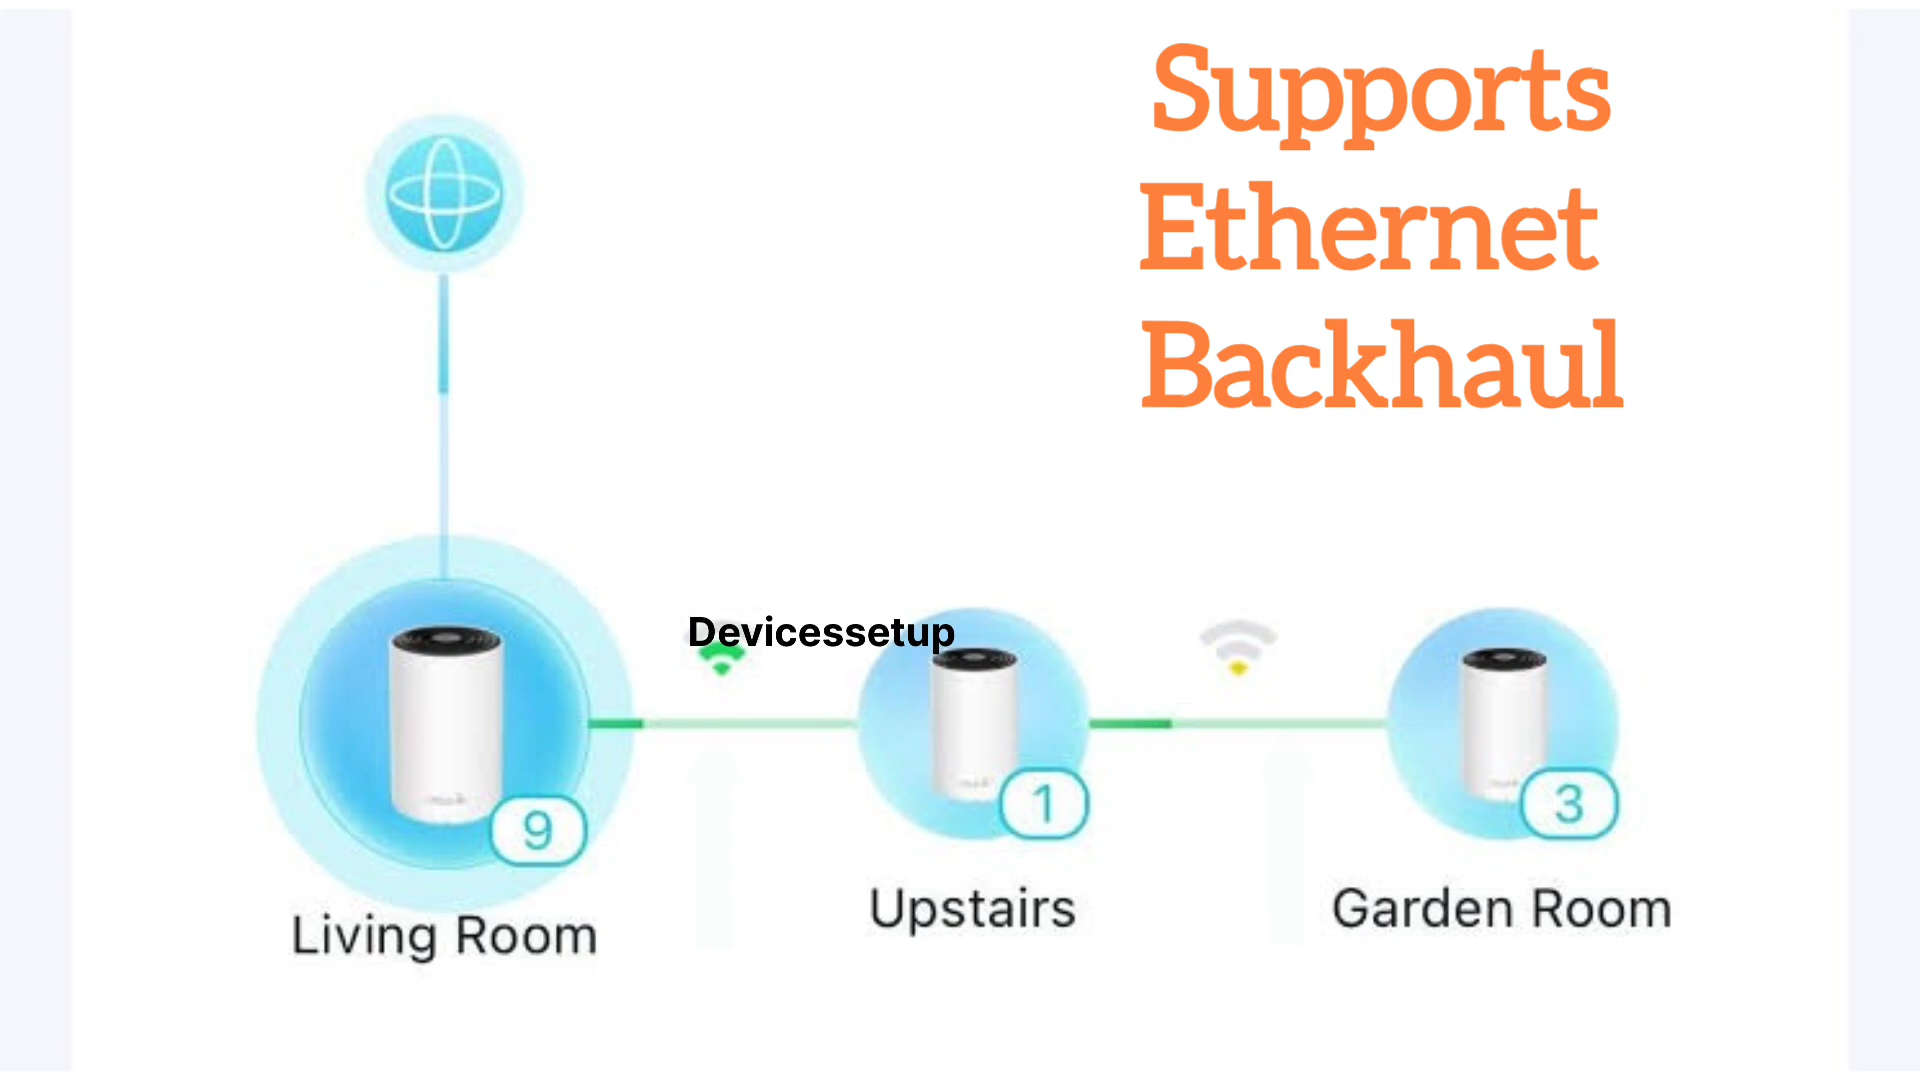 Supports
Ethernet
Backhaul
Devicessetup
9
1
3
Living Room
Upstairs
Garden Room